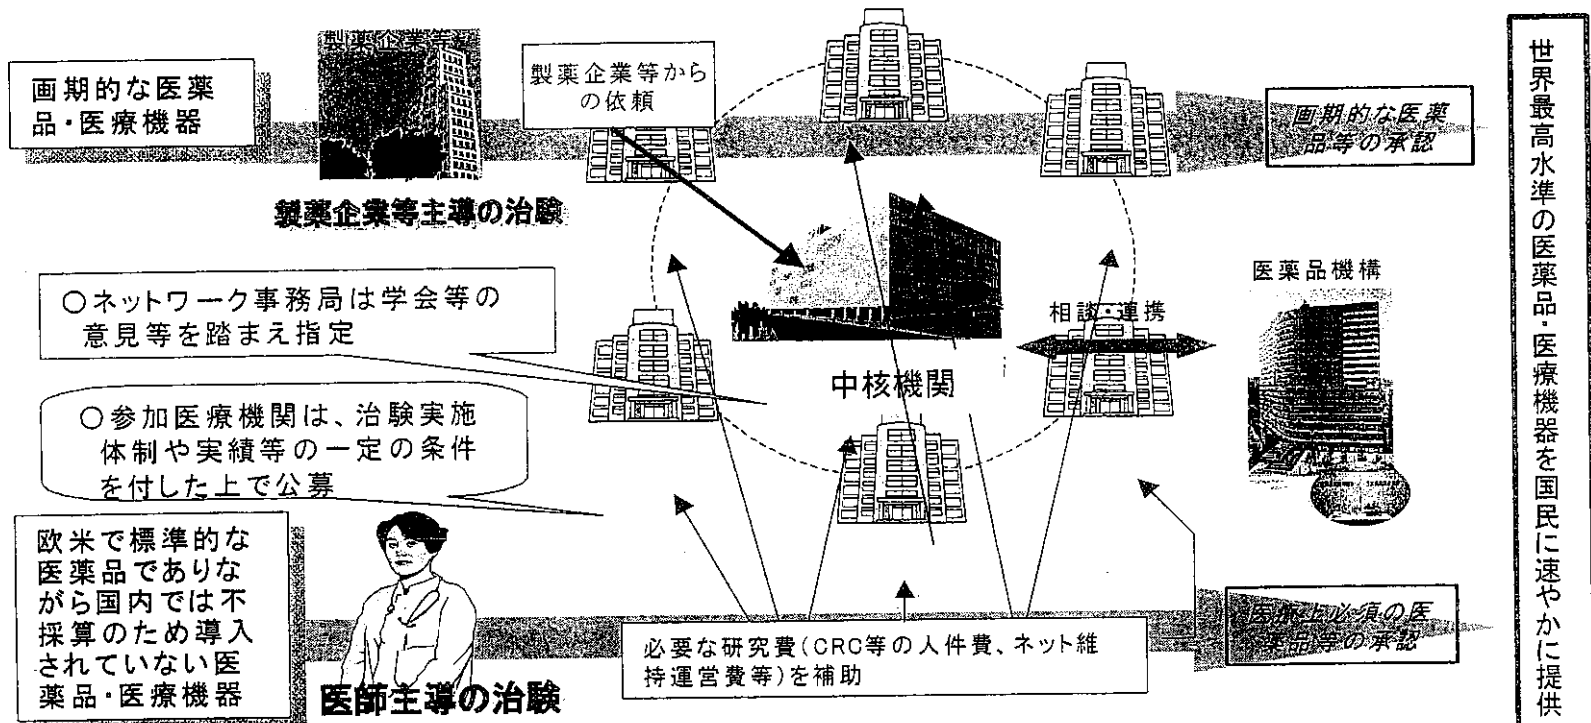 画期的な医薬
品・医療機器
製薬企業等
製薬企業等から
の依頼
画期的な医薬
品等の承認
製薬企業等主導の治験
○ネットワーク事務局は学会等の
意見等を踏まえ指定
○参加医療機関は、治験実施
体制や実績等の一定の条件
を付した上で公募
中核機関
相談・連携
医薬品機構
欧米で標準的な
医薬品でありな
がら国内では不
採算のため導入
されていない医
薬品・医療機器
医師主導の治験
必要な研究費(CRC等の人件費、ネット維
持運営費等)を補助
医療上必須の医
薬品等の承認
世界最高水準の医薬品・医療機器を国民に速やかに提供